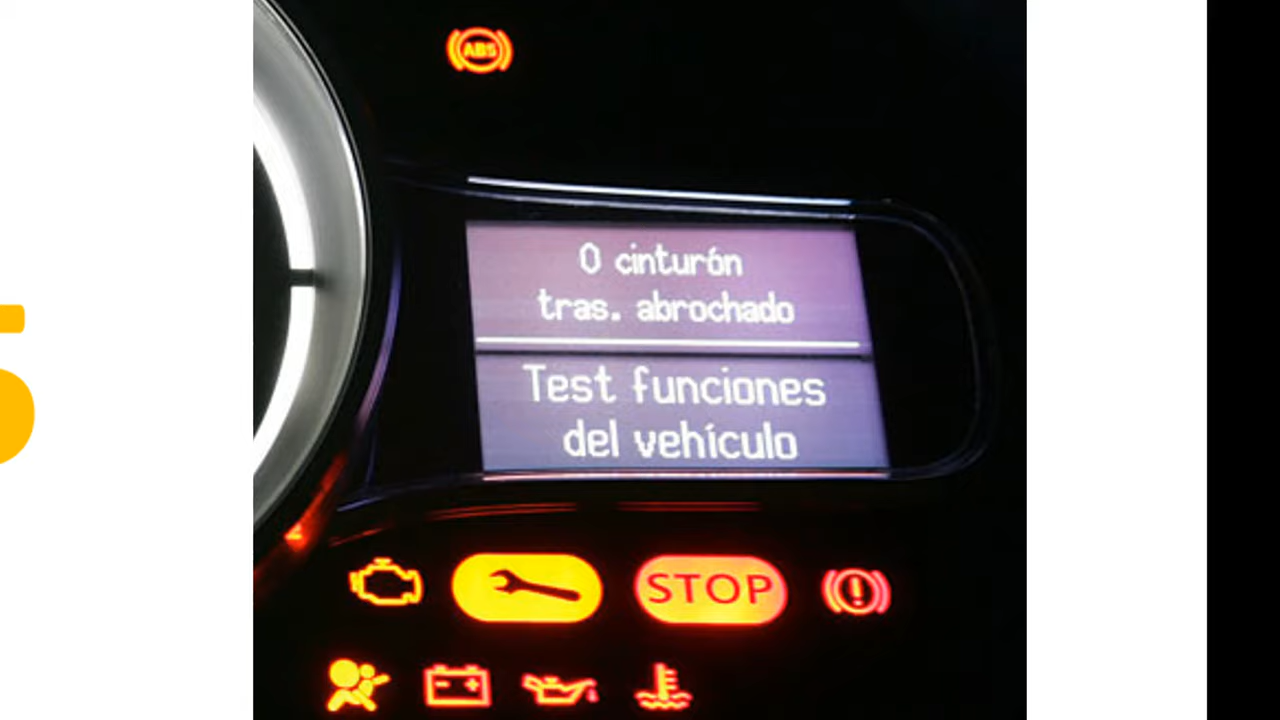 ABS
0 cinturón
tras. abrochado
Test funciones
del vehículo
STOP